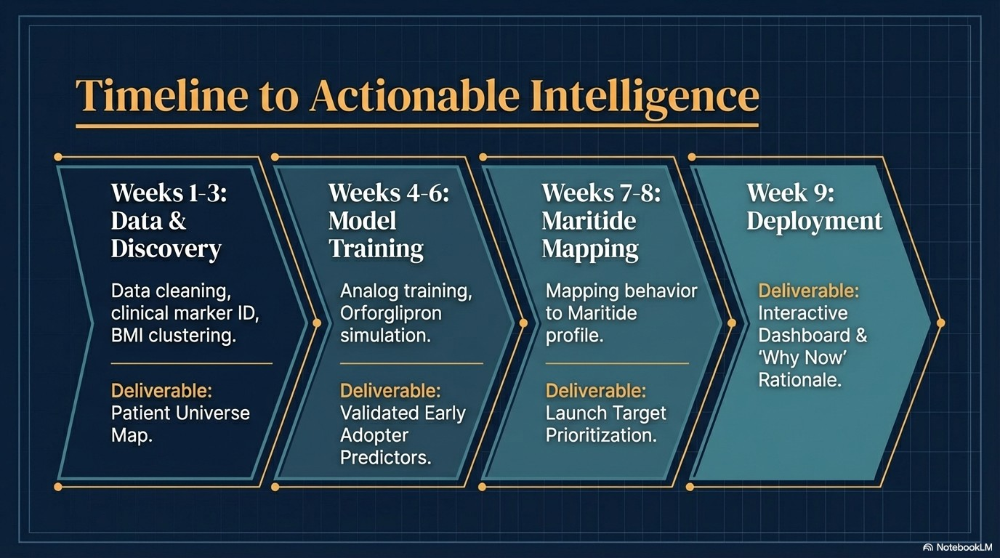 Timeline to Actionable Intelligence
Weeks 1-3:
Data &
Discovery
Data cleaning,
clinical marker ID,
BMI clustering.
Deliverable:
Patient Universe
Map.
Weeks 4-6:
Model
Training
Analog training,
Orforglipron
simulation.
Deliverable:
Validated Early
Adopter
Predictors.
Weeks 7-8:
Maritide
Mapping
Mapping behavior
to Maritide
profile.
Deliverable:
Launch Target
Prioritization.
Week 9:
Deployment
Deliverable:
Interactive
Dashboard &
‘Why Now’
Rationale.
NotebookLM